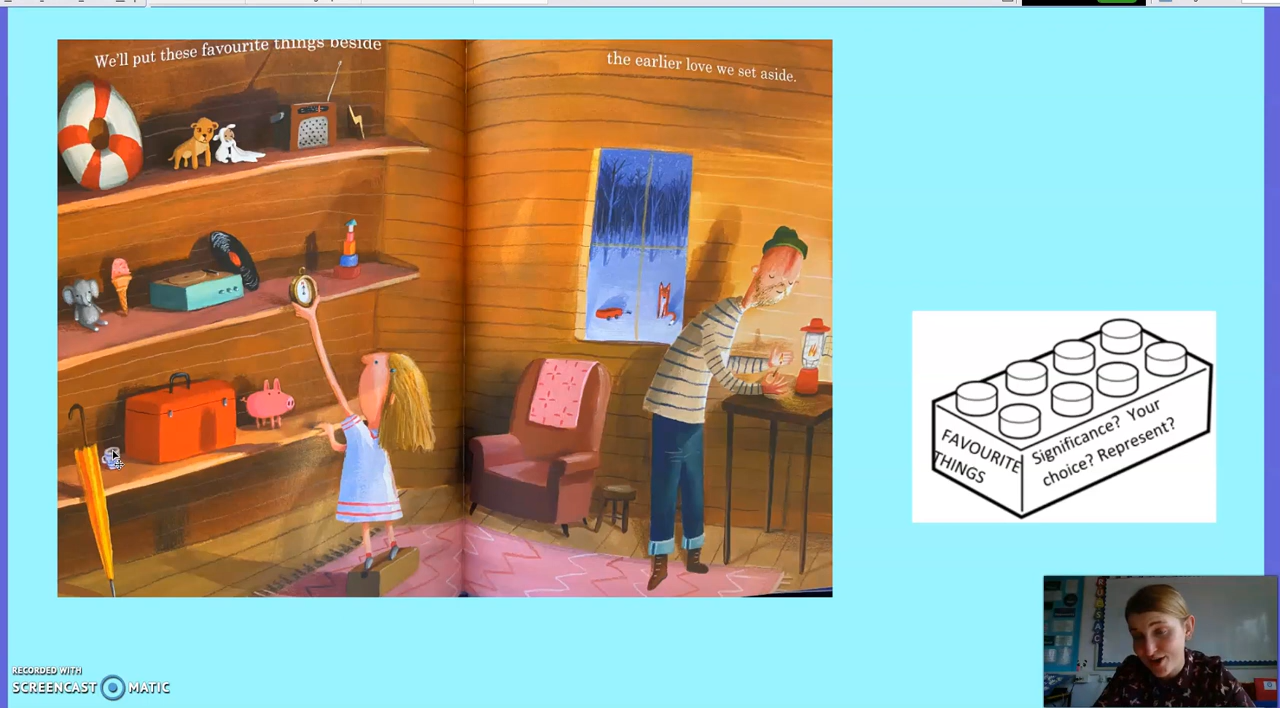 We'll put these favourite things beside
the earlier love we set aside.
FAVOURITE
THINGS
Significance? Your
choice? Represent?
RECORDED WITH
SCREENCAST MATIC